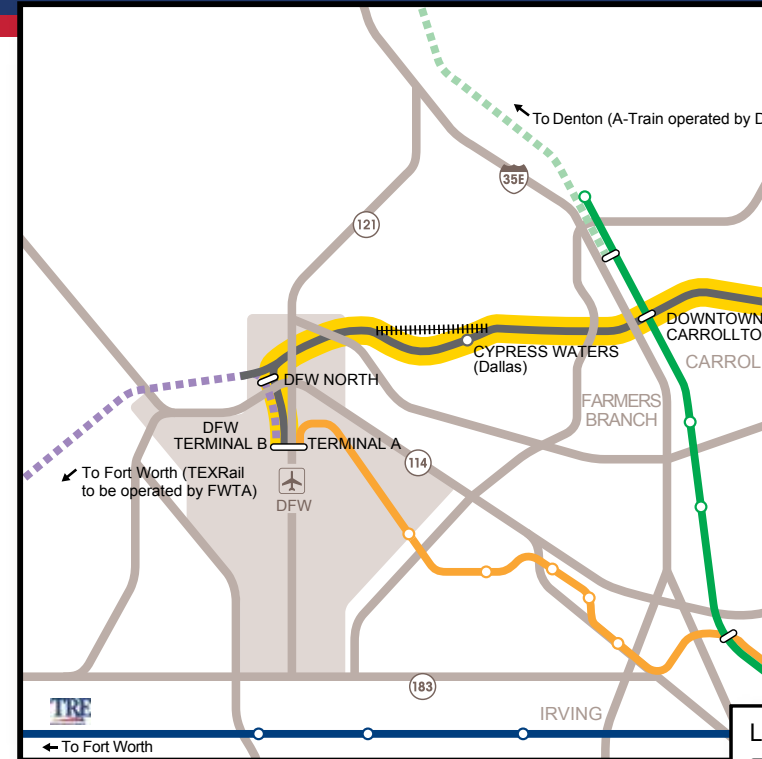 To Denton (A-Train operated by D
35E
121
DOWNTOWN
CARROLLTO
CYPRESS WATERS
(Dallas)
CARROL
DFW NORTH
FARMERS
BRANCH
DFW
TERMINAL B
TERMINAL A
114
To Fort Worth (TEXRail
to be operated by FWTA)
DFW
183
TRE
IRVING
To Fort Worth
L